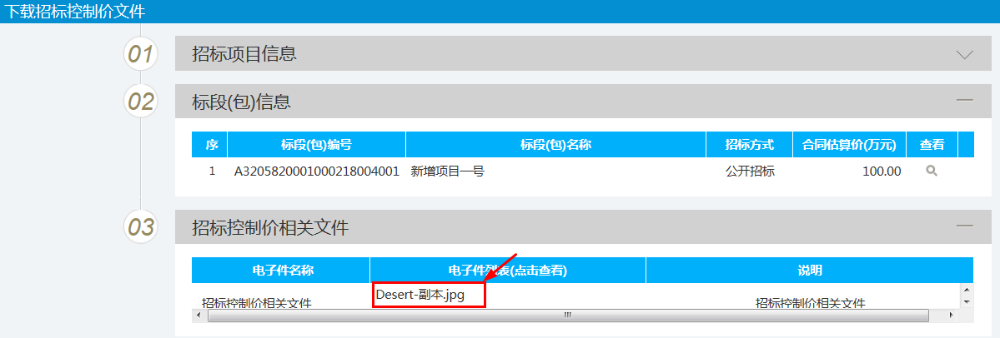 下载招标控制价文件
01 招标项目信息
02 标段(包)信息
序 标段(包)编号 标段(包)名称 招标方式 合同估算价(万元) 查看
1 A3205820001000218004001 新增项目一号 公开招标 100.00
03 招标控制价相关文件
电子件名称 电子件列表(点击查看) 说明
招标控制价相关文件 Desert-副本.jpg 招标控制价相关文件